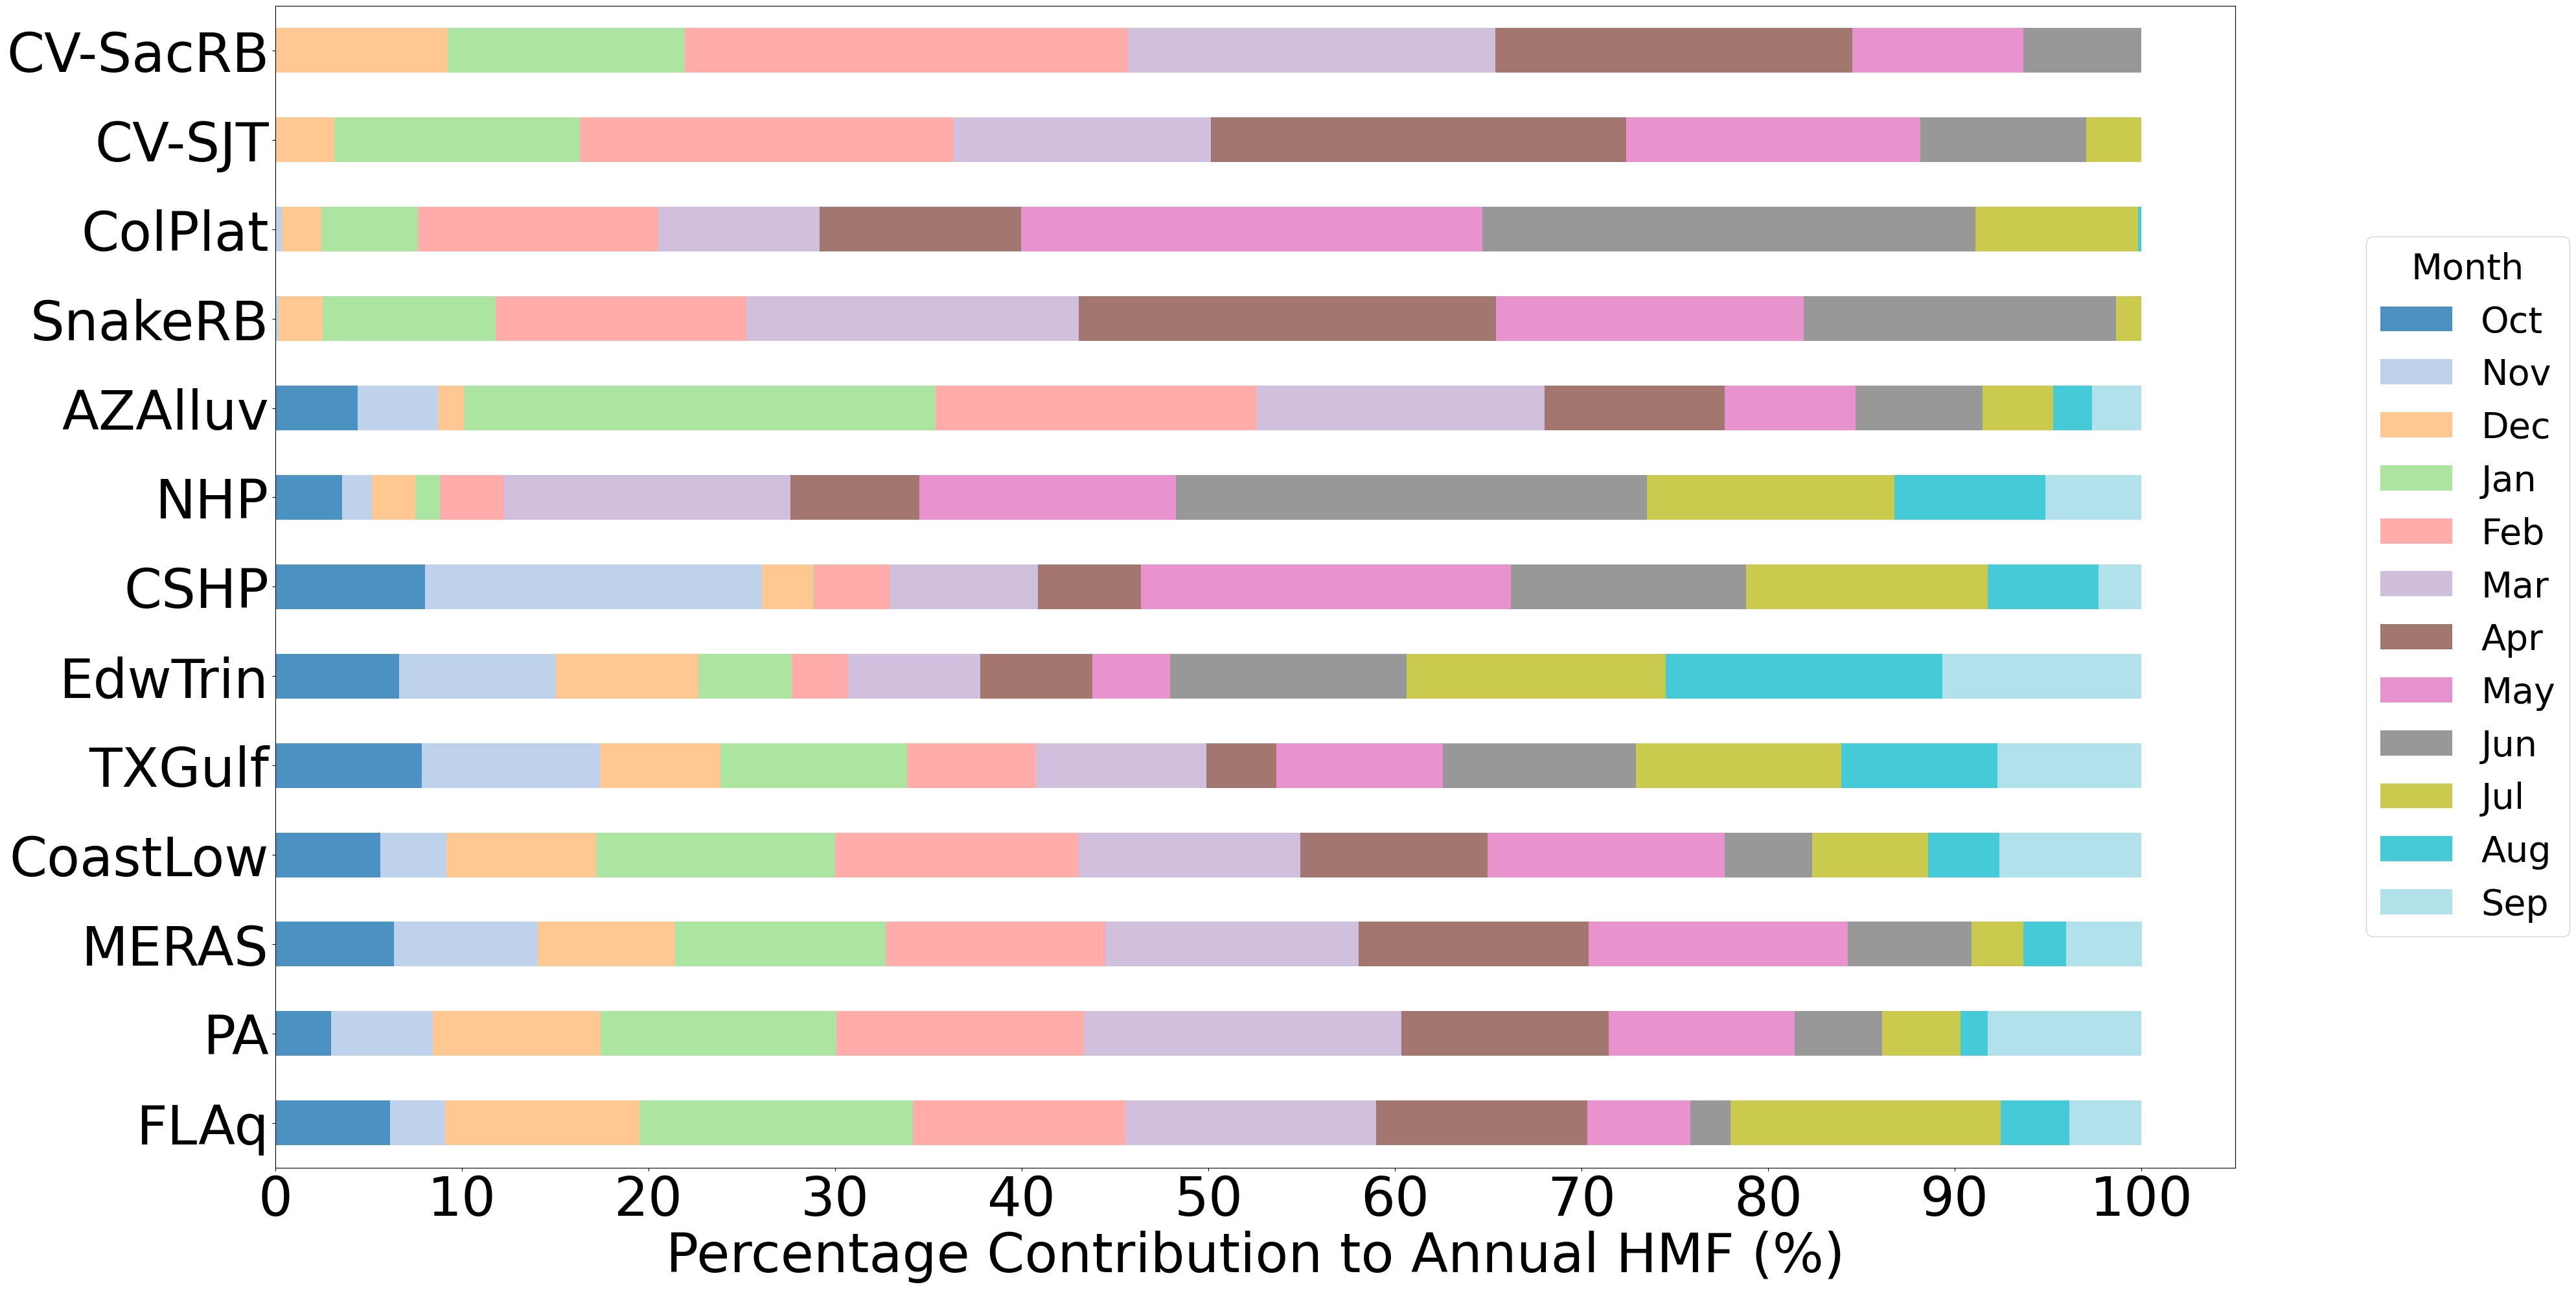 CV-SacRB
CV-SJT
ColPlat
SnakeRB
AZAlluv
NHP
CSHP
EdwTrin
TXGulf
CoastLow
MERAS
PA
FLAq
0 10 20 30 40 50 60 70 80 90 100
Percentage Contribution to Annual HMF (%)
Month
Oct
Nov
Dec
Jan
Feb
Mar
Apr
May
Jun
Jul
Aug
Sep